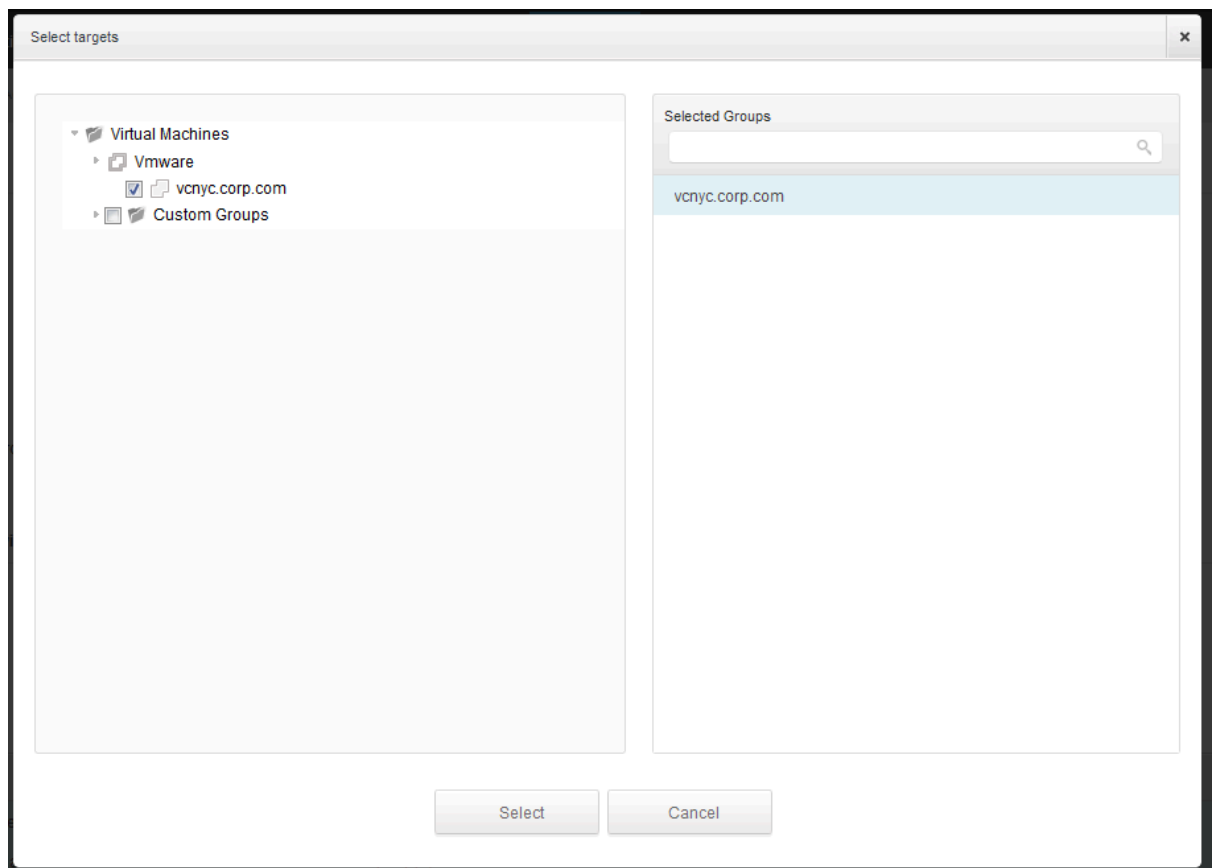 Select targets
Virtual Machines
Vmware
vcnyc.corp.com
Custom Groups
Selected Groups
vcnyc.corp.com
Select
Cancel